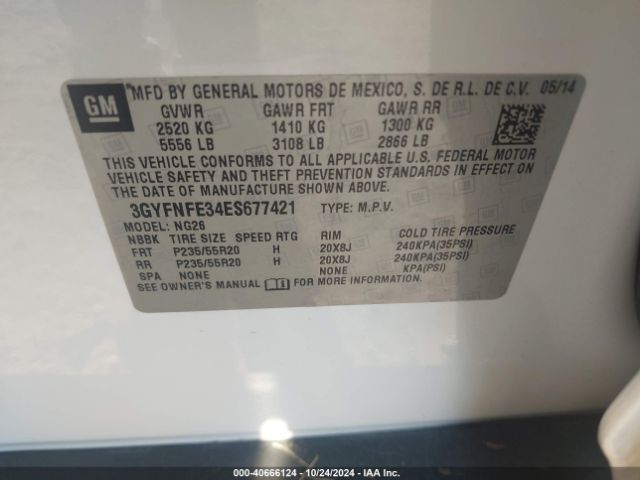 GM
MFD BY GENERAL MOTORS DE MEXICO, S. DE R.L. DE C.V. 05/14
GVWR GAWR FRT GAWR RR
2520 KG 1410 KG 1300 KG
5556 LB 3108 LB 2866 LB
THIS VEHICLE CONFORMS TO ALL APPLICABLE U.S. FEDERAL MOTOR
VEHICLE SAFETY AND THEFT PREVENTION STANDARDS IN EFFECT ON
THE DATE OF MANUFACTURE SHOWN ABOVE.
3GYFNFE34ES677421 TYPE: M.P.V.
MODEL: NG26
NBBK TIRE SIZE SPEED RTG RIM COLD TIRE PRESSURE
FRT P235/55R20 H 20X8J 240KPA(35PSI)
RR P235/55R20 H 20X8J 240KPA(35PSI)
SPA NONE NONE KPA(PSI)
SEE OWNER'S MANUAL FOR MORE INFORMATION.
000-40666124 - 10/24/2024 - IAA Inc.